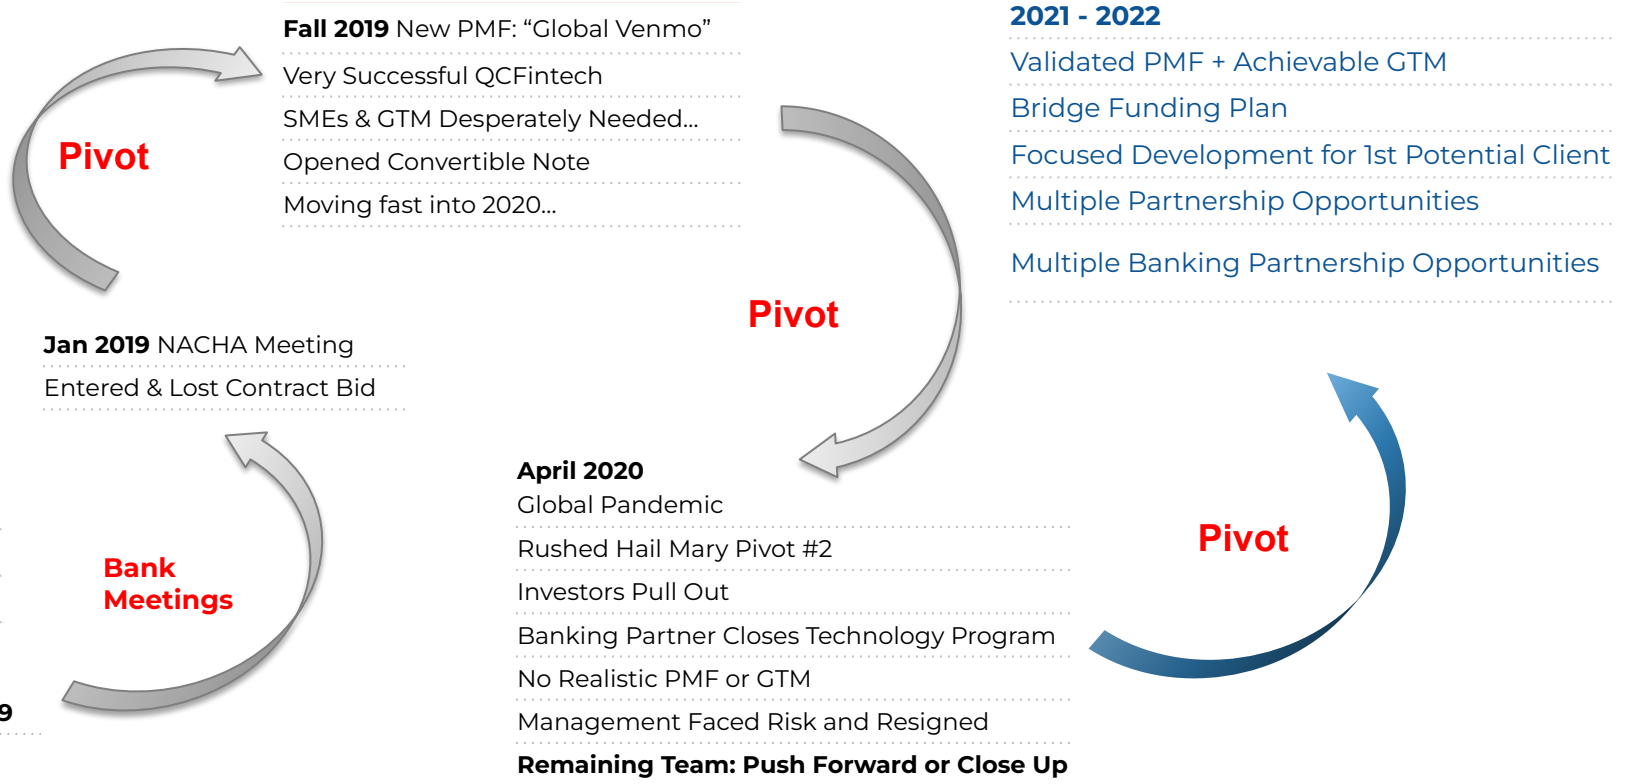 Fall 2019 New PMF: “Global Venmo”
Very Successful QCFintech
SMEs & GTM Desperately Needed...
Opened Convertible Note
Moving fast into 2020...
Pivot
Jan 2019 NACHA Meeting
Entered & Lost Contract Bid
Bank
Meetings
9
Pivot
April 2020
Global Pandemic
Rushed Hail Mary Pivot #2
Investors Pull Out
Banking Partner Closes Technology Program
No Realistic PMF or GTM
Management Faced Risk and Resigned
Remaining Team: Push Forward or Close Up
Pivot
2021 - 2022
Validated PMF + Achievable GTM
Bridge Funding Plan
Focused Development for 1st Potential Client
Multiple Partnership Opportunities
Multiple Banking Partnership Opportunities